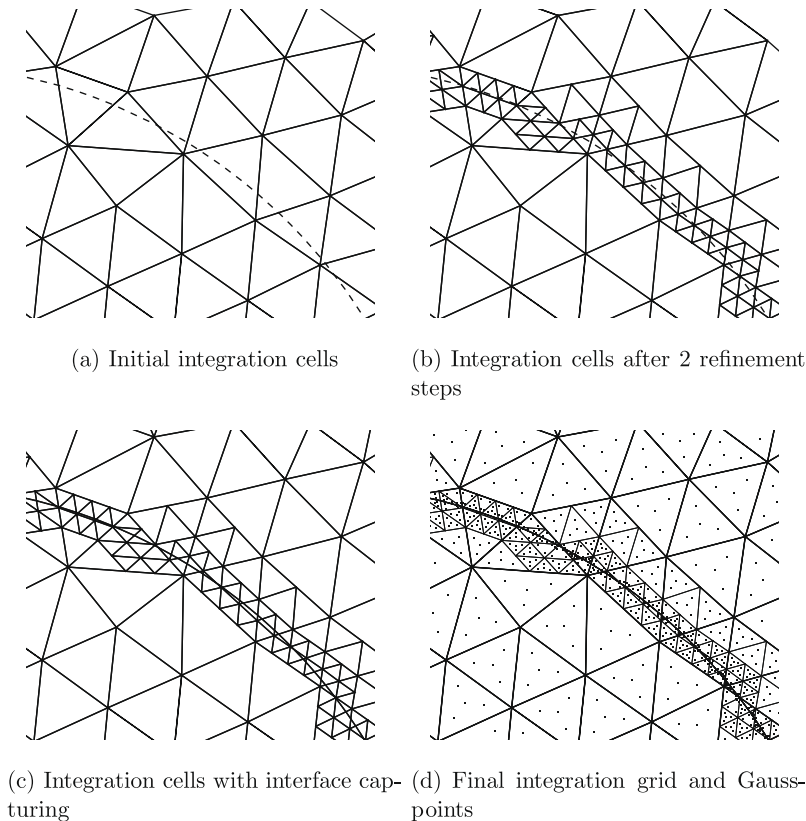 (a) Initial integration cells
(b) Integration cells after 2 refinement
steps
(c) Integration cells with interface cap-
turing
(d) Final integration grid and Gauss-
points